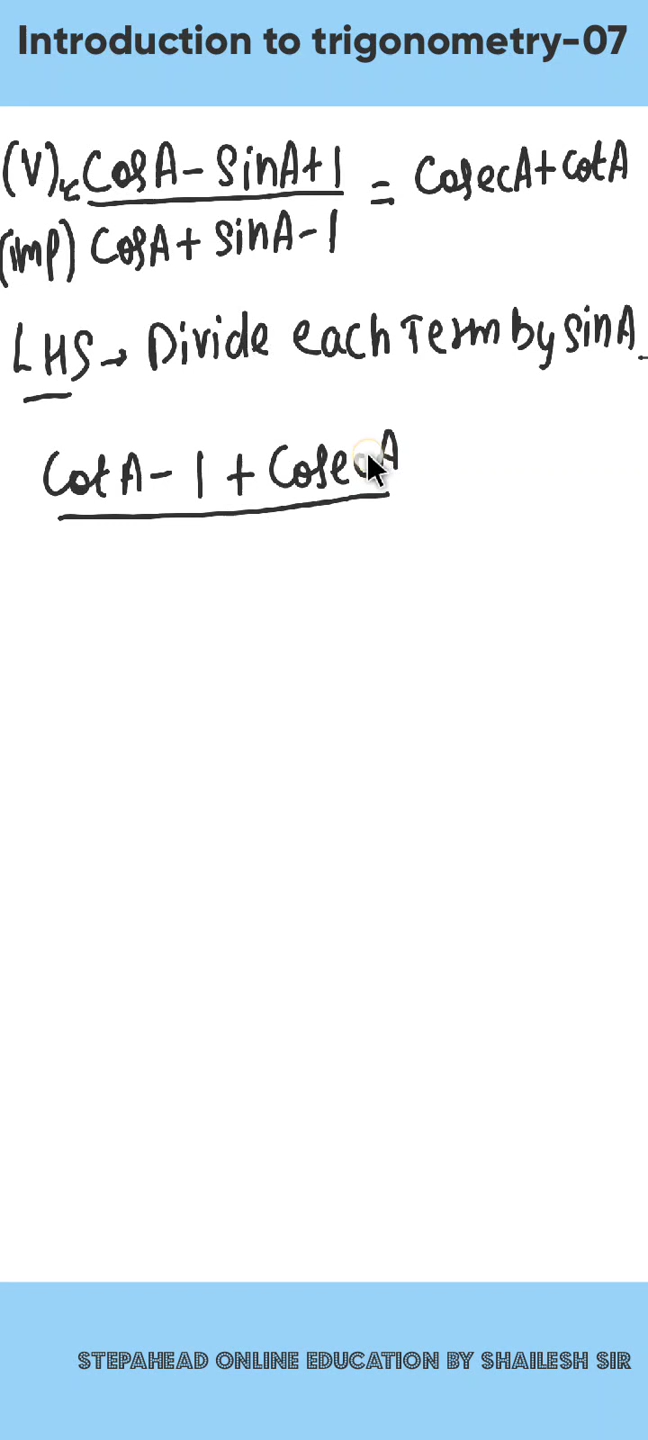 Introduction to trigonometry-07
(V) CosA - SinA+1 = CosecA+CotA
(imp) CosA + SinA-1
LHS → Divide each Term by SinA
CotA - 1 + CosecA
STEPAHEAD ONLINE EDUCATION BY SHAILESH SIR